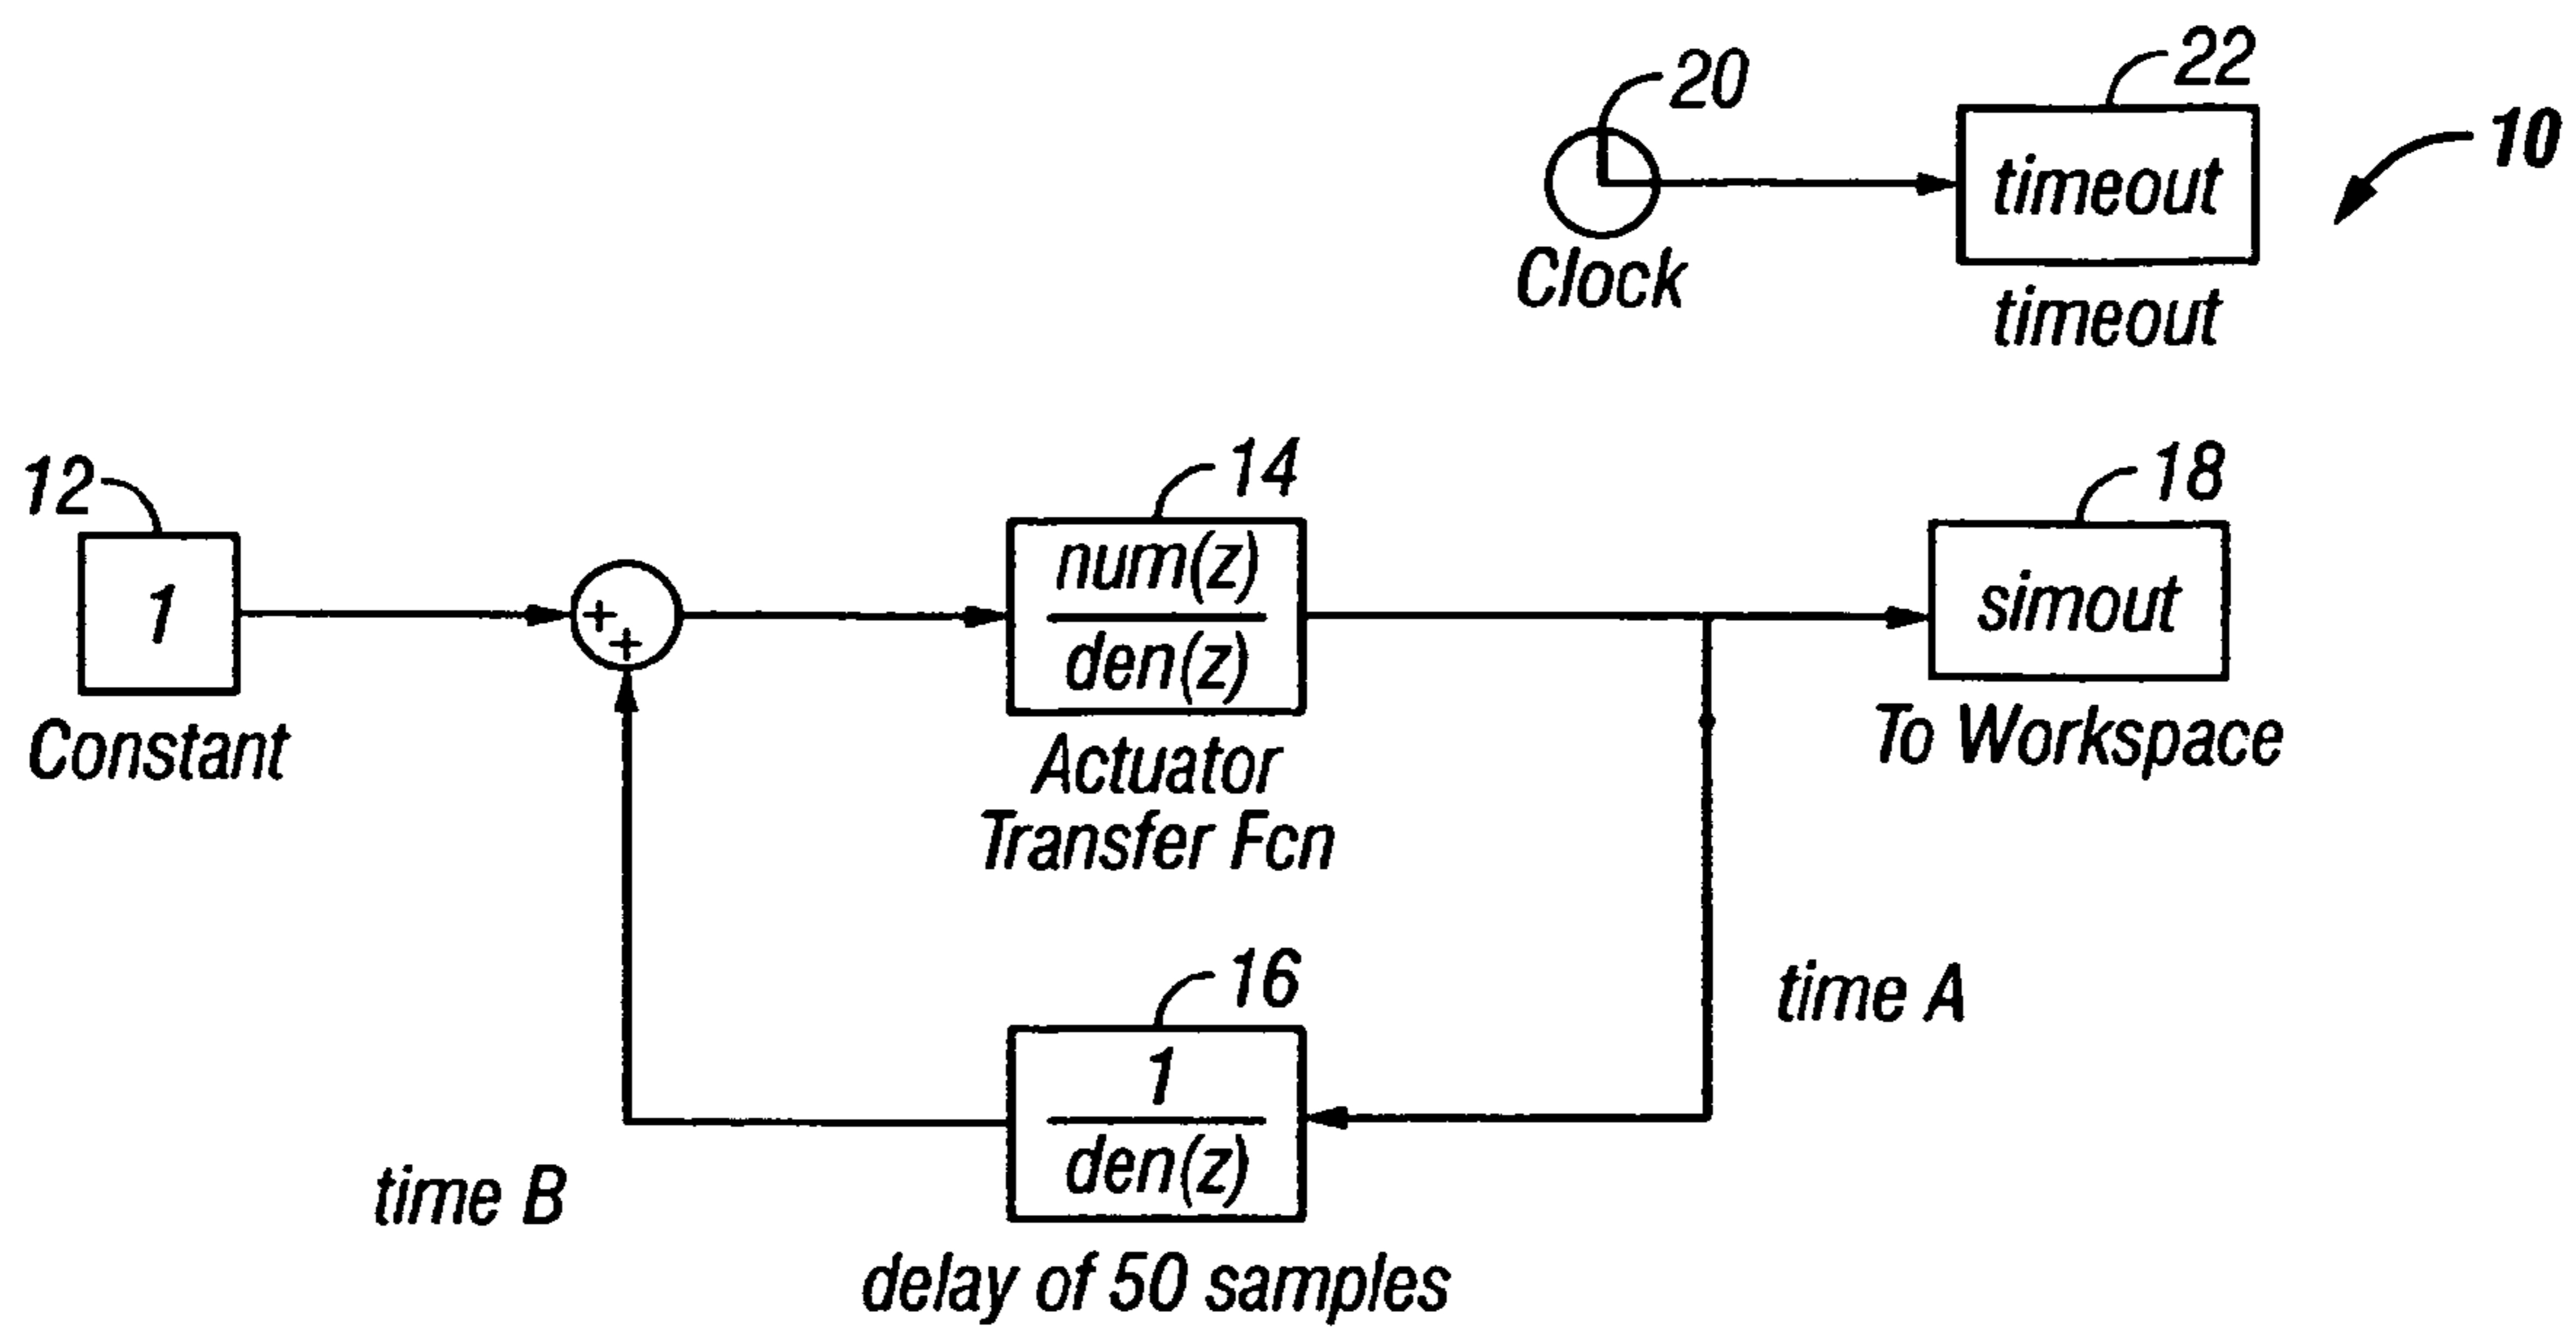 20
22
10
timeout
Clock
timeout
12
14
18
1
+
+
num(z)
den(z)
simout
Constant
Actuator
Transfer Fcn
To Workspace
16
time A
1
den(z)
time B
delay of 50 samples